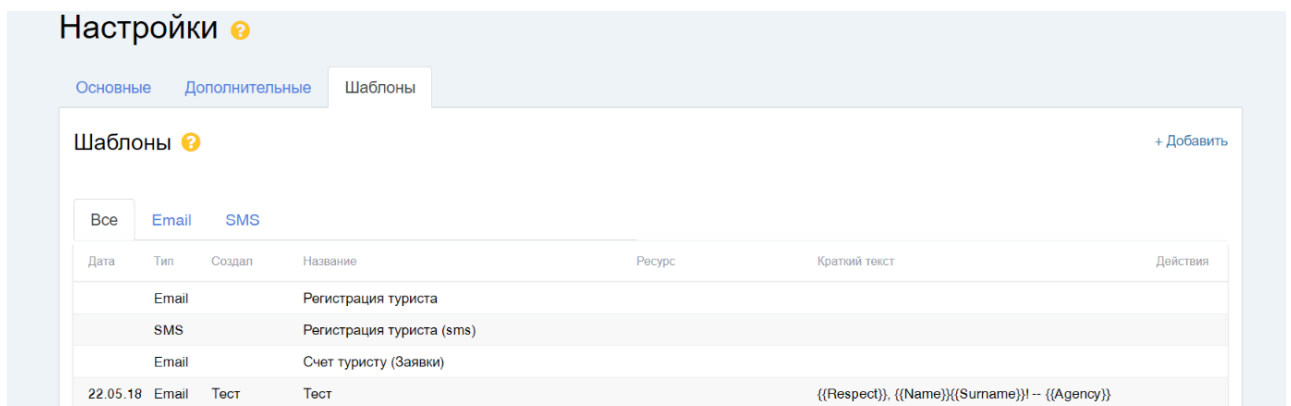 Настройки ?
Основные Дополнительные Шаблоны
Шаблоны ?
+ Добавить
Все Email SMS
Дата Тип Создал Название Ресурс Краткий текст Действия
Email Регистрация туриста
SMS Регистрация туриста (sms)
Email Счет туристу (Заявки)
22.05.18 Email Тест Тест {{Respect}}, {{Name}}{{Surname}}! -- {{Agency}}